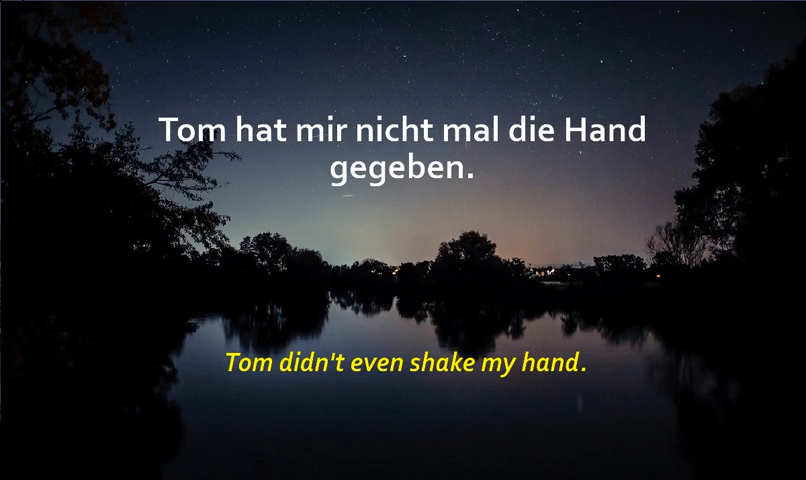 Tom hat mir nicht mal die Hand
gegeben.
Tom didn't even shake my hand.